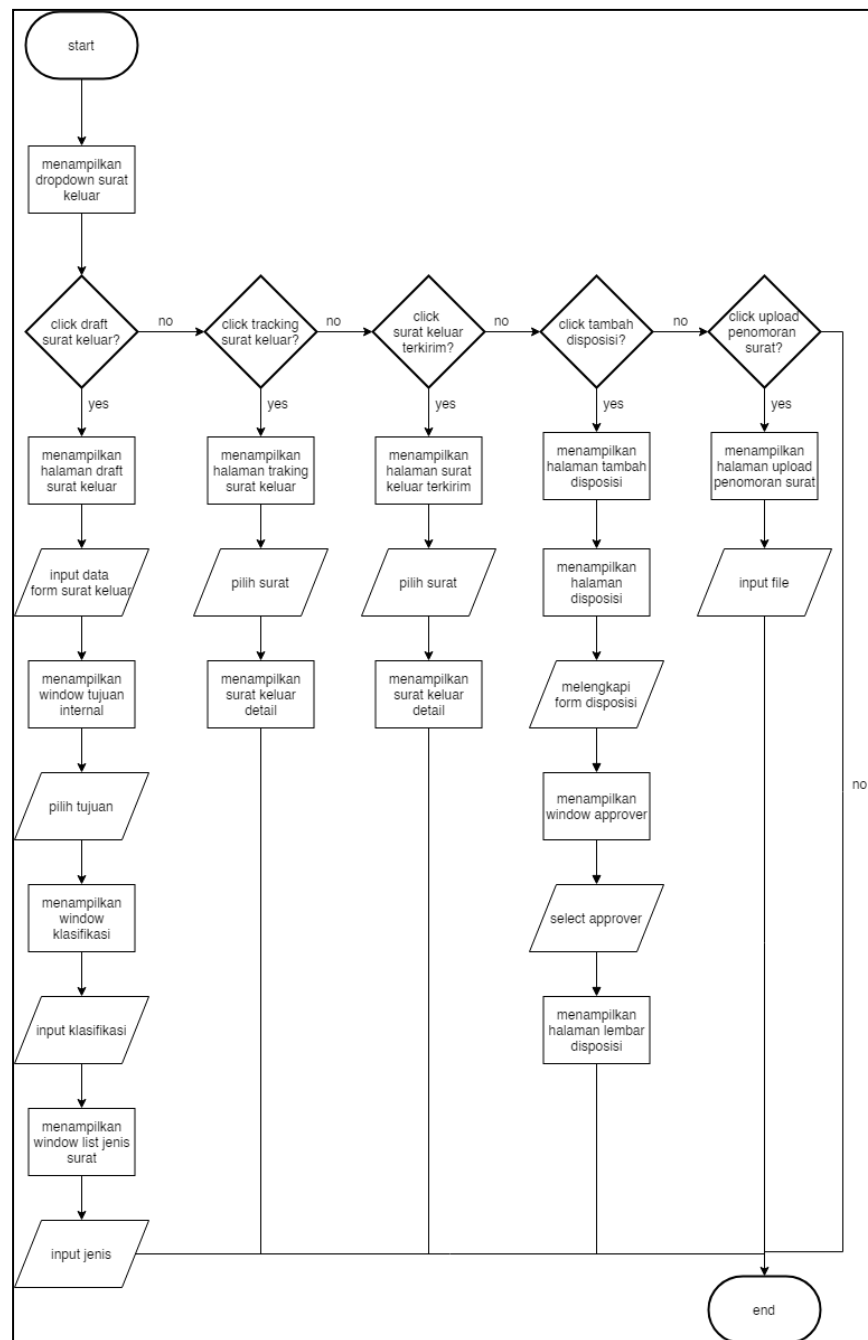 start
menampilkan
dropdown surat
keluar
click draft
surat keluar?
no
click tracking
surat keluar?
no
click
surat keluar
terkirim?
no
click tambah
disposisi?
no
click upload
penomoran
surat?
yes
yes
yes
yes
yes
menampilkan
halaman draft
surat keluar
menampilkan
halaman traking
surat keluar
menampilkan
halaman surat
keluar terkirim
menampilkan
halaman tambah
disposisi
menampilkan
halaman upload
penomoran surat
input data
form surat keluar
pilih surat
pilih surat
menampilkan
halaman
disposisi
input file
menampilkan
window tujuan
internal
menampilkan
surat keluar
detail
menampilkan
surat keluar
detail
melengkapi
form disposisi
pilih tujuan
menampilkan
window approver
no
menampilkan
window
klasifikasi
select approver
input klasifikasi
menampilkan
halaman lembar
disposisi
menampilkan
window list jenis
surat
input jenis
end